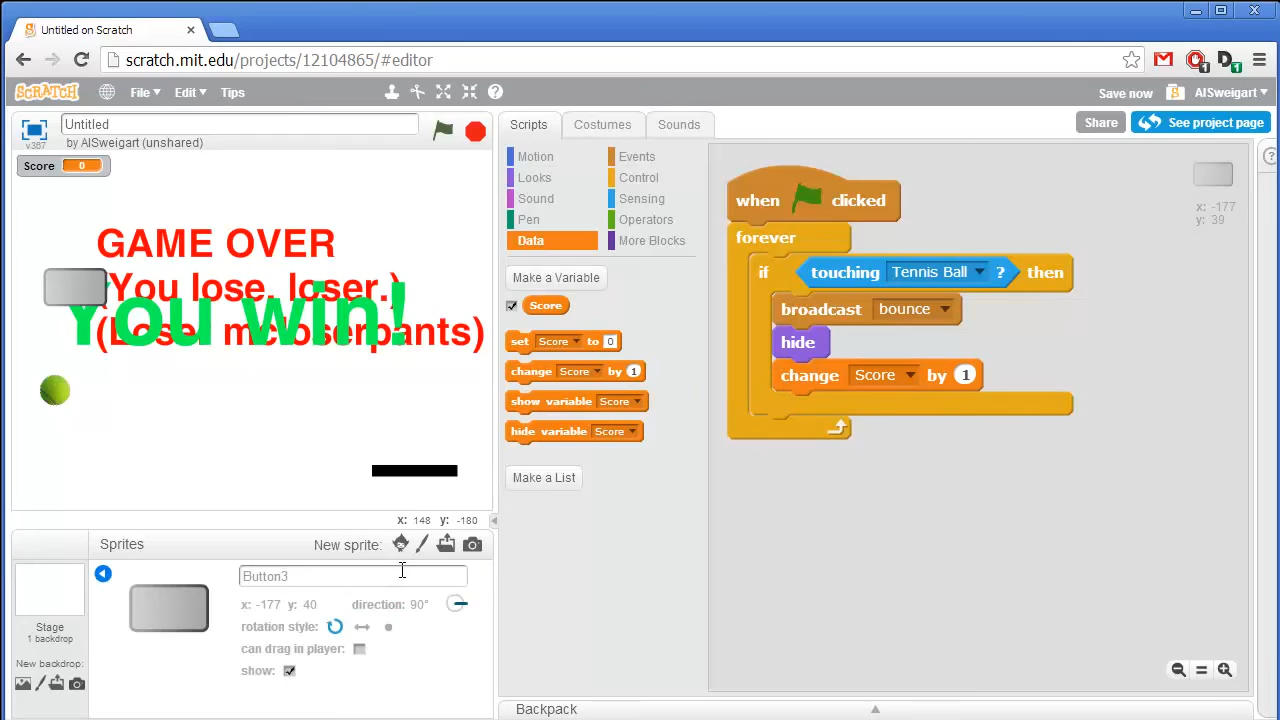 Untitled on Scratch
scratch.mit.edu/projects/12104865/#editor
1
1
SCRATCH
File
Edit
Tips
Save now
AlSweigart
v387
Untitled
by AlSweigart (unshared)
Scripts
Costumes
Sounds
Share
See project page
Score 0
GAME OVER
(You lose, loser.)
You win!
(Loser mcloserpants)
Motion
Events
Looks
Control
Sound
Sensing
Pen
Operators
Data
More Blocks
Make a Variable
Score
set Score to 0
change Score by 1
show variable Score
hide variable Score
Make a List
when clicked
forever
if touching Tennis Ball ? then
broadcast bounce
hide
change Score by 1
x: -177
y: 39
x: 148 y: -180
Sprites
New sprite:
Stage
1 backdrop
New backdrop:
Button3
x: -177 y: 40 direction: 90°
rotation style:
can drag in player:
show:
Backpack